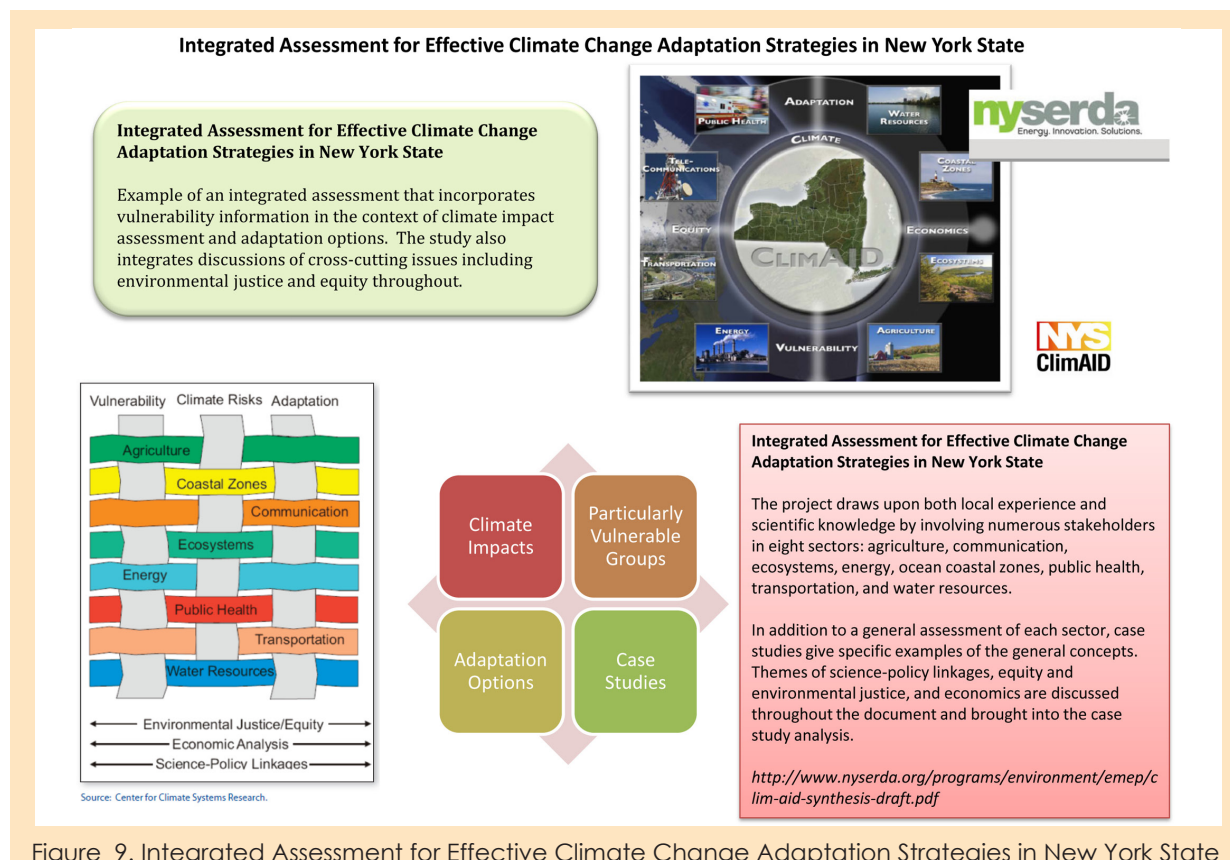 Integrated Assessment for Effective Climate Change Adaptation Strategies in New York State
Integrated Assessment for Effective Climate Change
Adaptation Strategies in New York State
Example of an integrated assessment that incorporates
vulnerability information in the context of climate impact
assessment and adaptation options.  The study also
integrates discussions of cross-cutting issues including
environmental justice and equity throughout.
ADAPTATION
PUBLIC HEALTH
WATER
RESOURCES
CLIMATE
TELE-
COMMUNICATIONS
COASTAL
ZONES
EQUITY
ECONOMICS
CLIMAID
TRANSPORTATION
ECOSYSTEMS
ENERGY
AGRICULTURE
VULNERABILITY
nyserda
Energy. Innovation. Solutions.
NYS
ClimAID
Vulnerability Climate Risks Adaptation
Agriculture
Coastal Zones
Communication
Ecosystems
Energy
Public Health
Transportation
Water Resources
Environmental Justice/Equity
Economic Analysis
Science-Policy Linkages
Source: Center for Climate Systems Research.
Climate
Impacts
Particularly
Vulnerable
Groups
Adaptation
Options
Case
Studies
Integrated Assessment for Effective Climate Change
Adaptation Strategies in New York State
The project draws upon both local experience and
scientific knowledge by involving numerous stakeholders
in eight sectors: agriculture, communication,
ecosystems, energy, ocean coastal zones, public health,
transportation, and water resources.
In addition to a general assessment of each sector, case
studies give specific examples of the general concepts.
Themes of science-policy linkages, equity and
environmental justice, and economics are discussed
throughout the document and brought into the case
study analysis.
http://www.nyserda.org/programs/environment/emep/c
lim-aid-synthesis-draft.pdf
Figure 9. Integrated Assessment for Effective Climate Change Adaptation Strategies in New York State